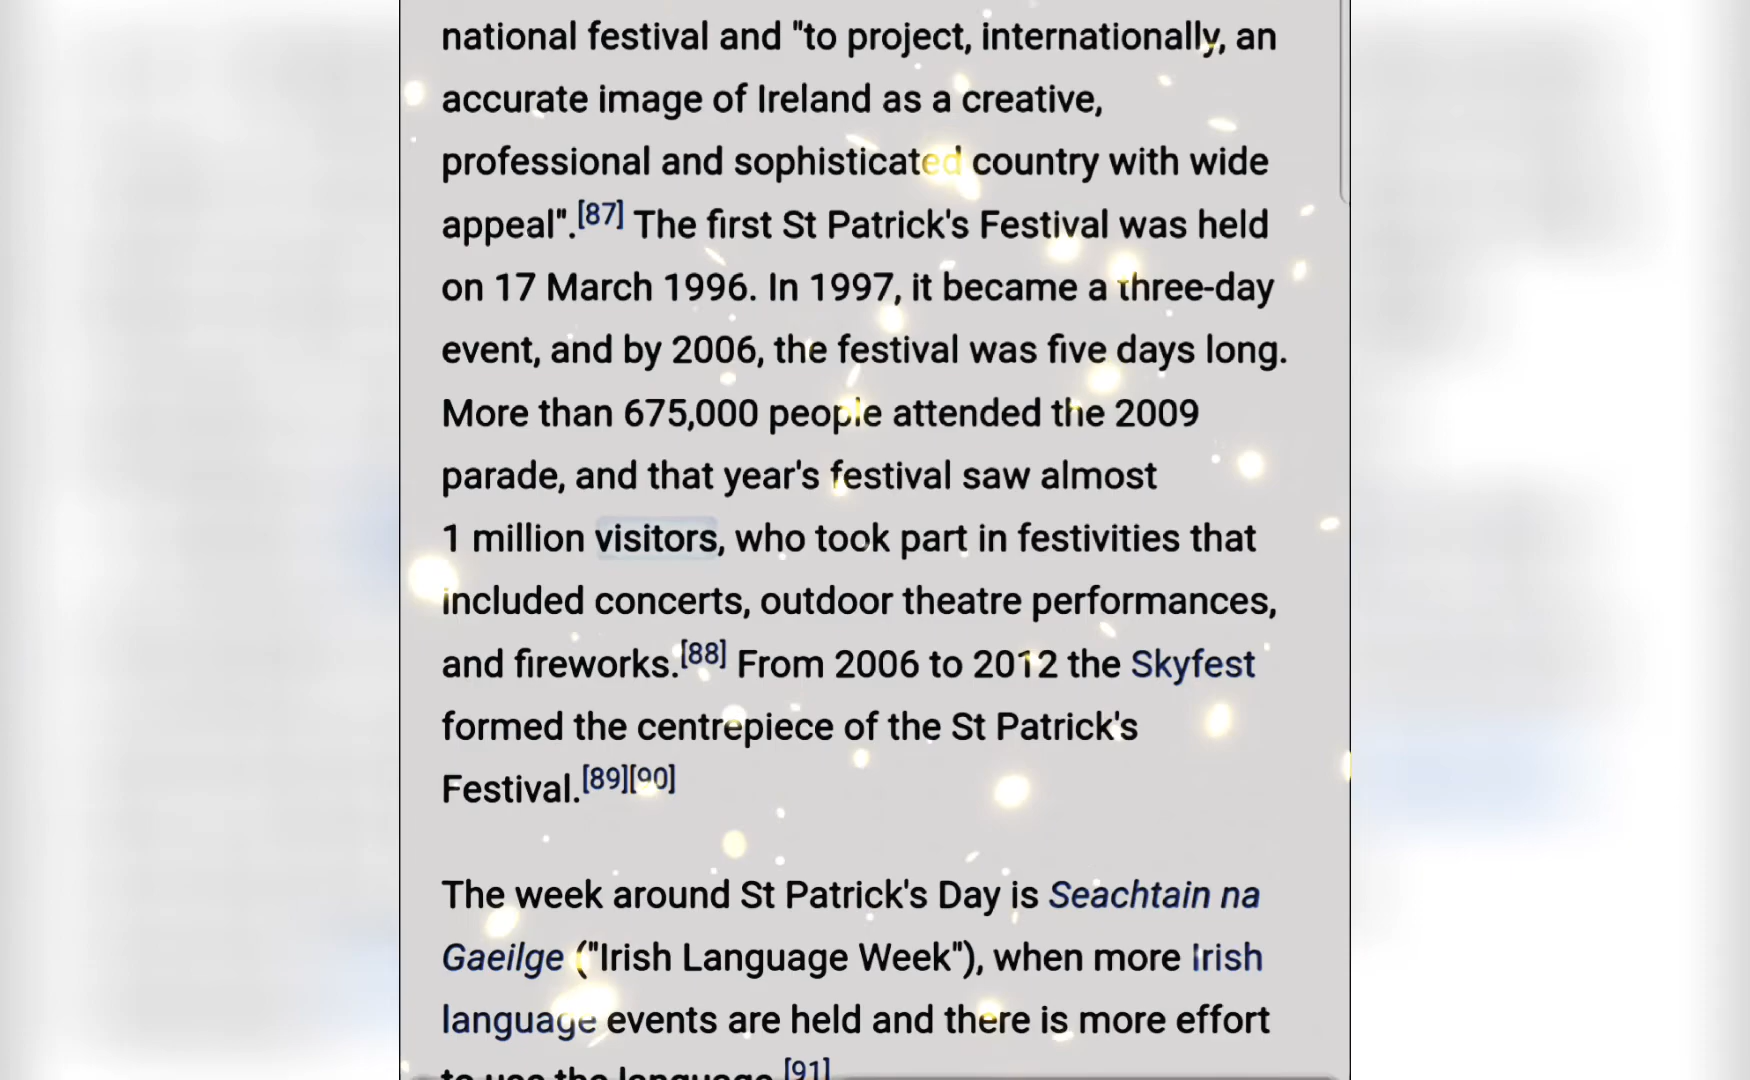 national festival and "to project, internationally, an
accurate image of Ireland as a creative,
professional and sophisticated country with wide
appeal".[87] The first St Patrick's Festival was held
on 17 March 1996. In 1997, it became a three-day
event, and by 2006, the festival was five days long.
More than 675,000 people attended the 2009
parade, and that year's festival saw almost
1 million visitors, who took part in festivities that
included concerts, outdoor theatre performances,
and fireworks.[88] From 2006 to 2012 the Skyfest
formed the centrepiece of the St Patrick's
Festival.[89][90]
The week around St Patrick's Day is Seachtain na
Gaeilge ("Irish Language Week"), when more Irish
language events are held and there is more effort
to use the language.[91]